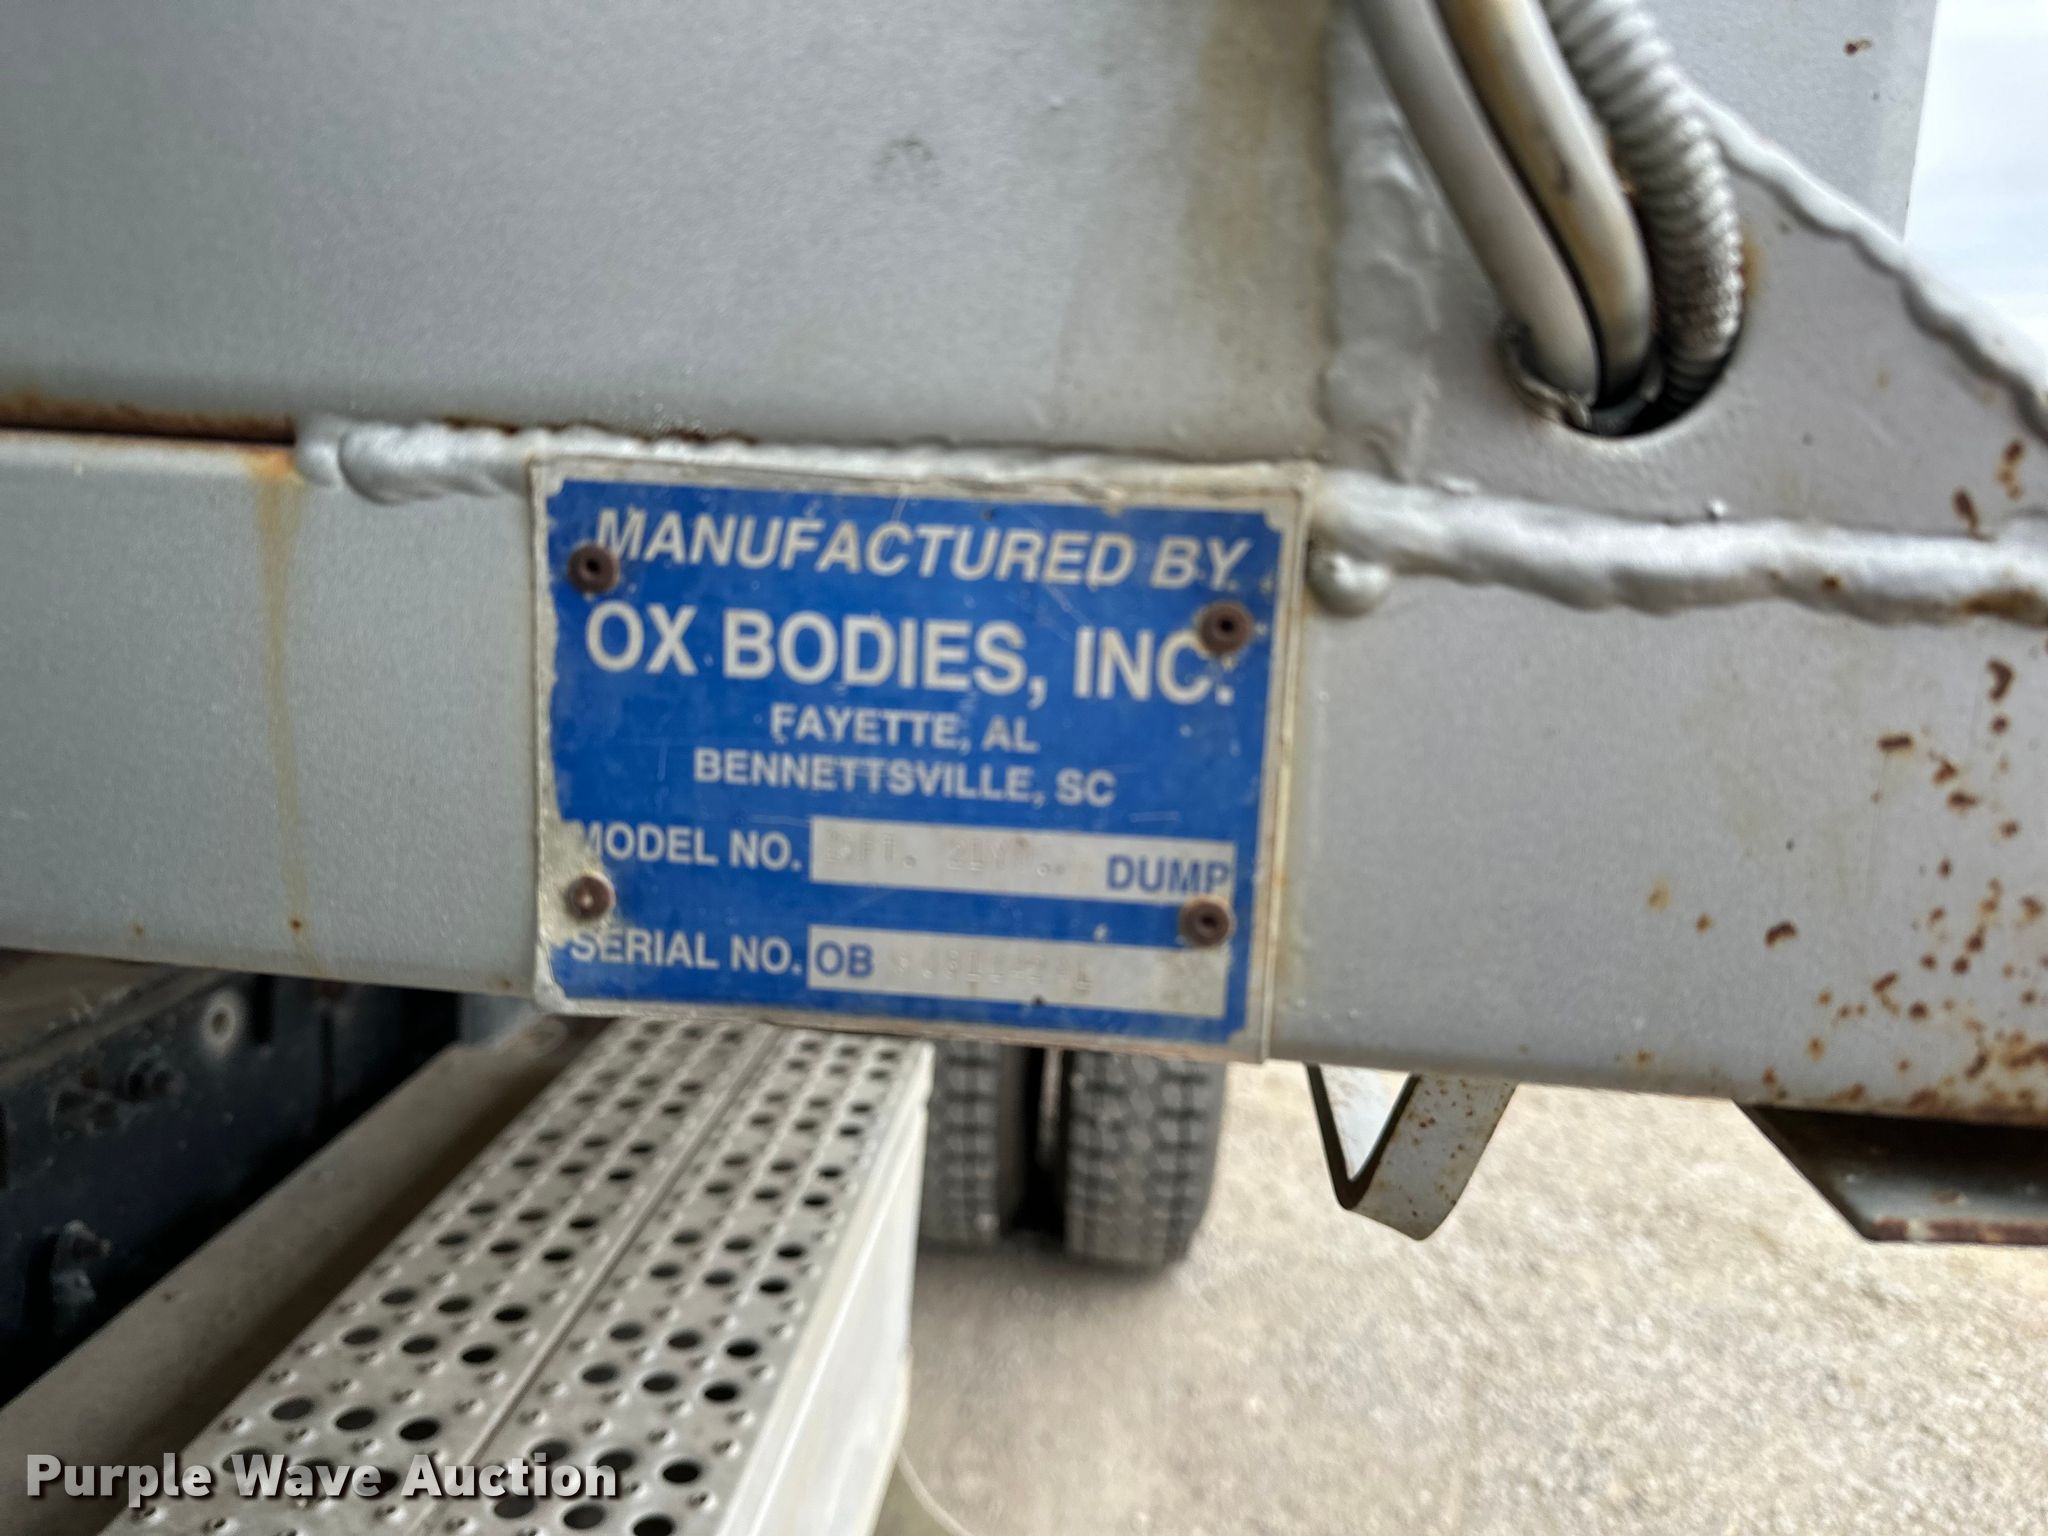 MANUFACTURED BY
OX BODIES, INC.
FAYETTE, AL
BENNETTSVILLE, SC
MODEL NO. DUMP
SERIAL NO. OB
Purple Wave Auction